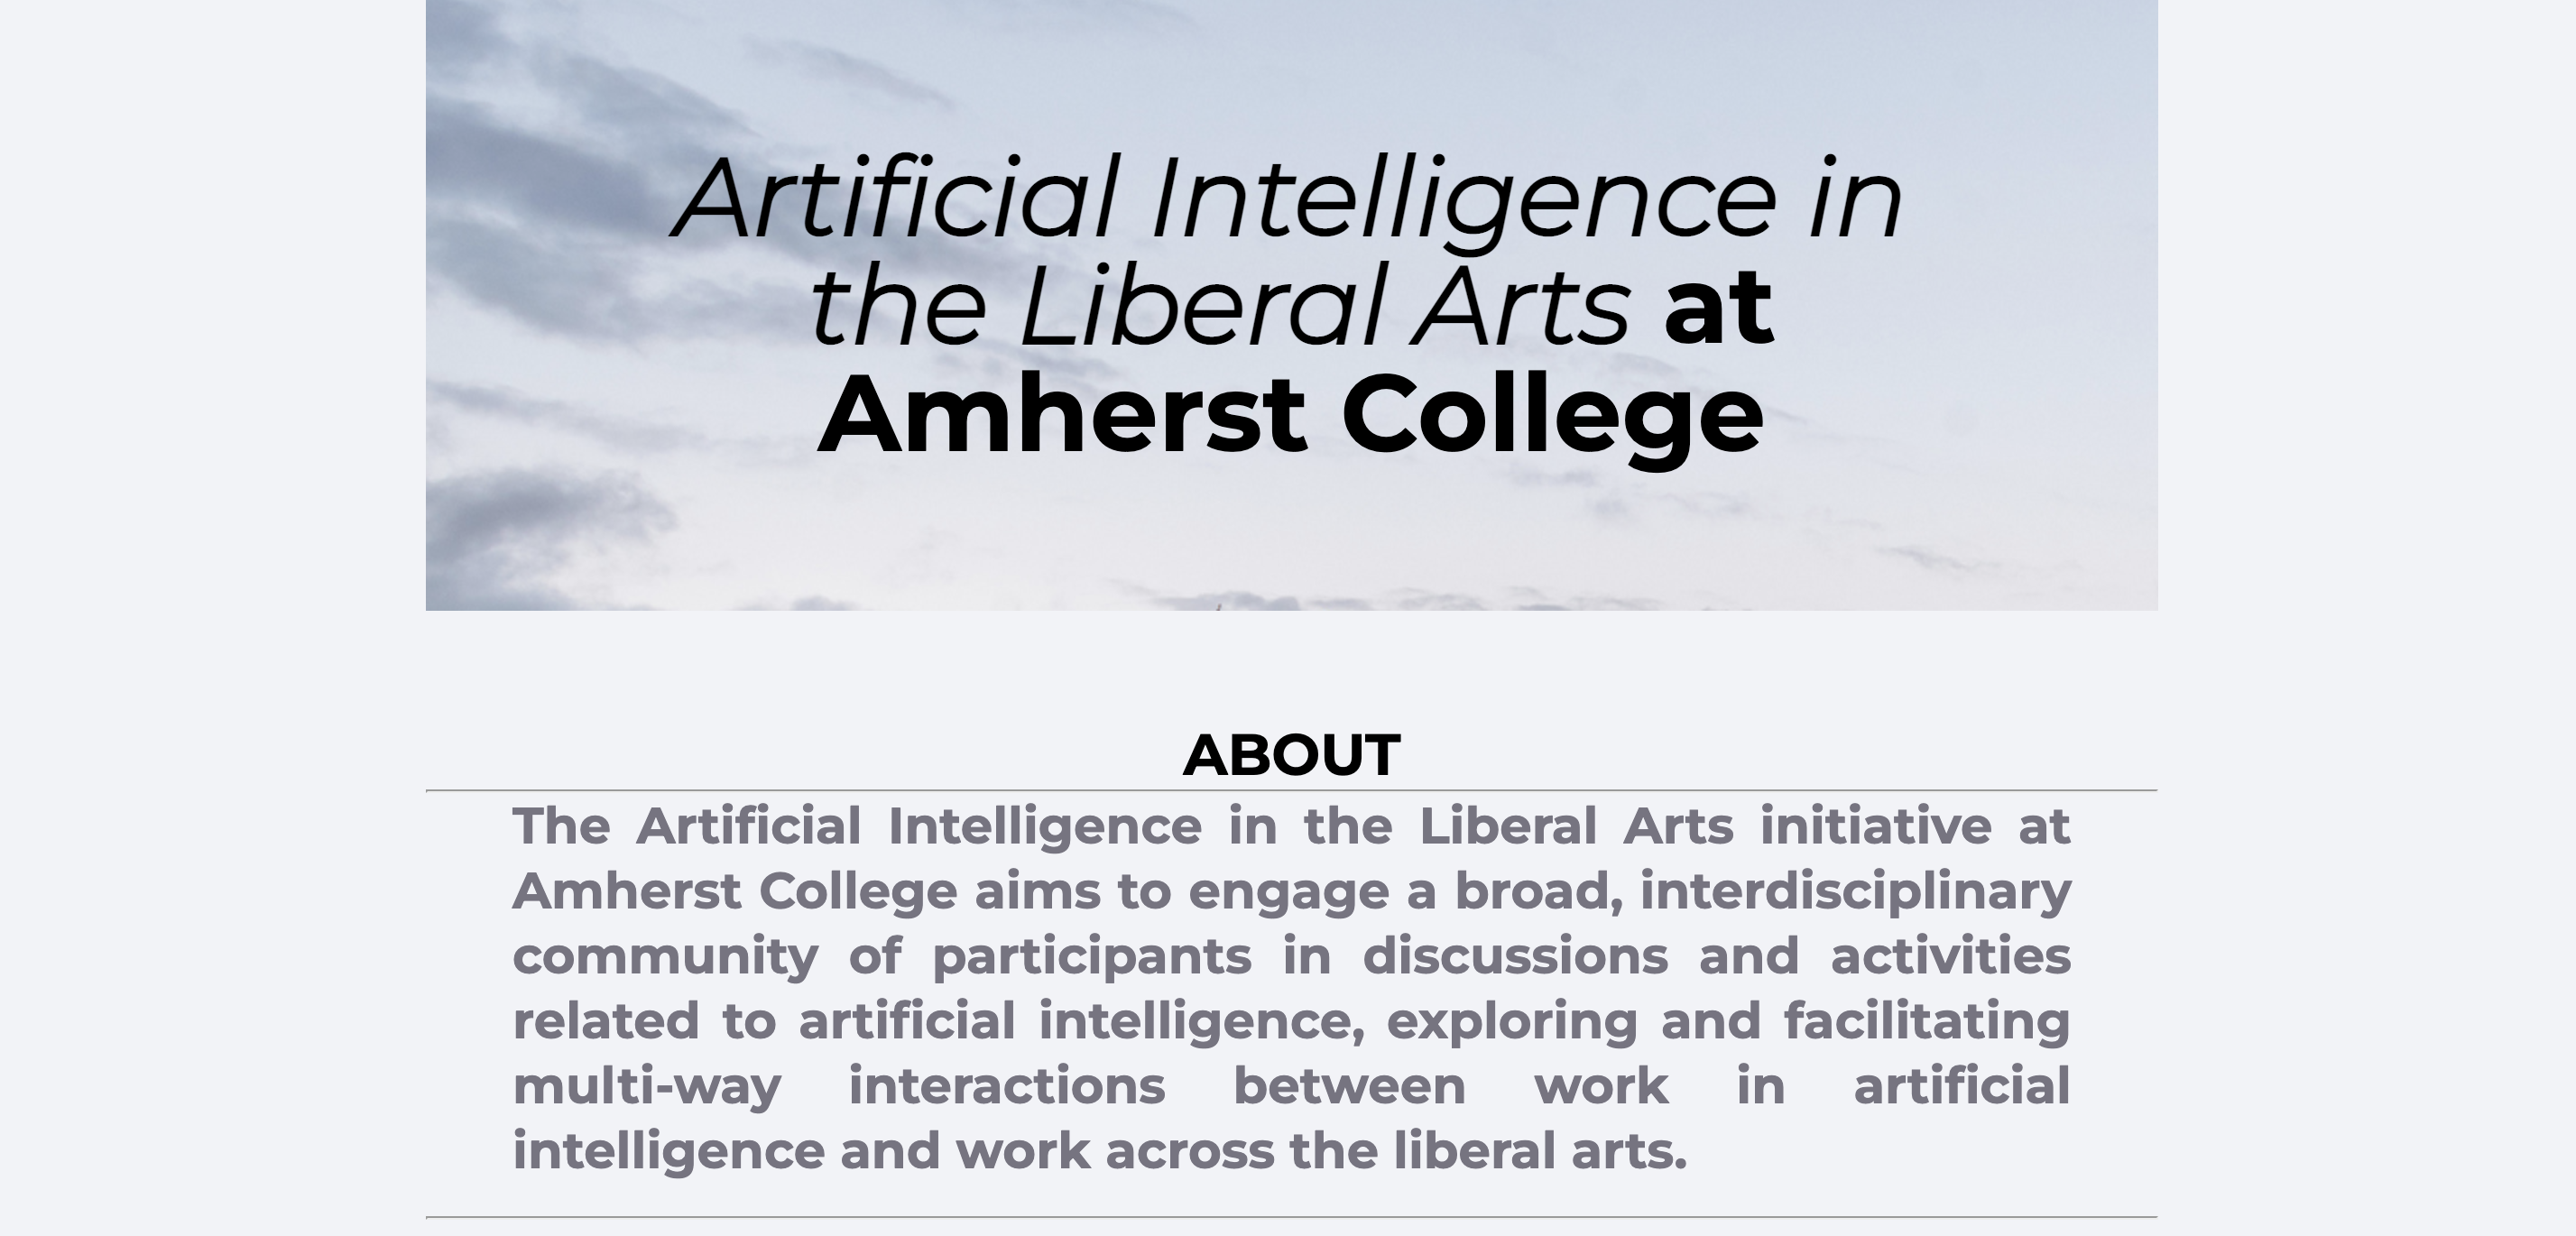 Artificial Intelligence in
the Liberal Arts at
Amherst College
ABOUT
The Artificial Intelligence in the Liberal Arts initiative at
Amherst College aims to engage a broad, interdisciplinary
community of participants in discussions and activities
related to artificial intelligence, exploring and facilitating
multi-way interactions between work in artificial
intelligence and work across the liberal arts.